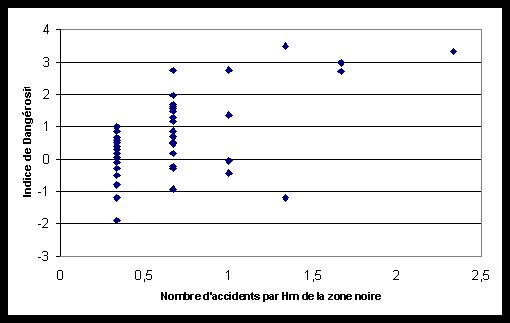 4
3
2
1
0
-1
-2
-3
Indice de Dangérosit
0 0,5 1 1,5 2 2,5
Nombre d'accidents par Hm de la zone noire